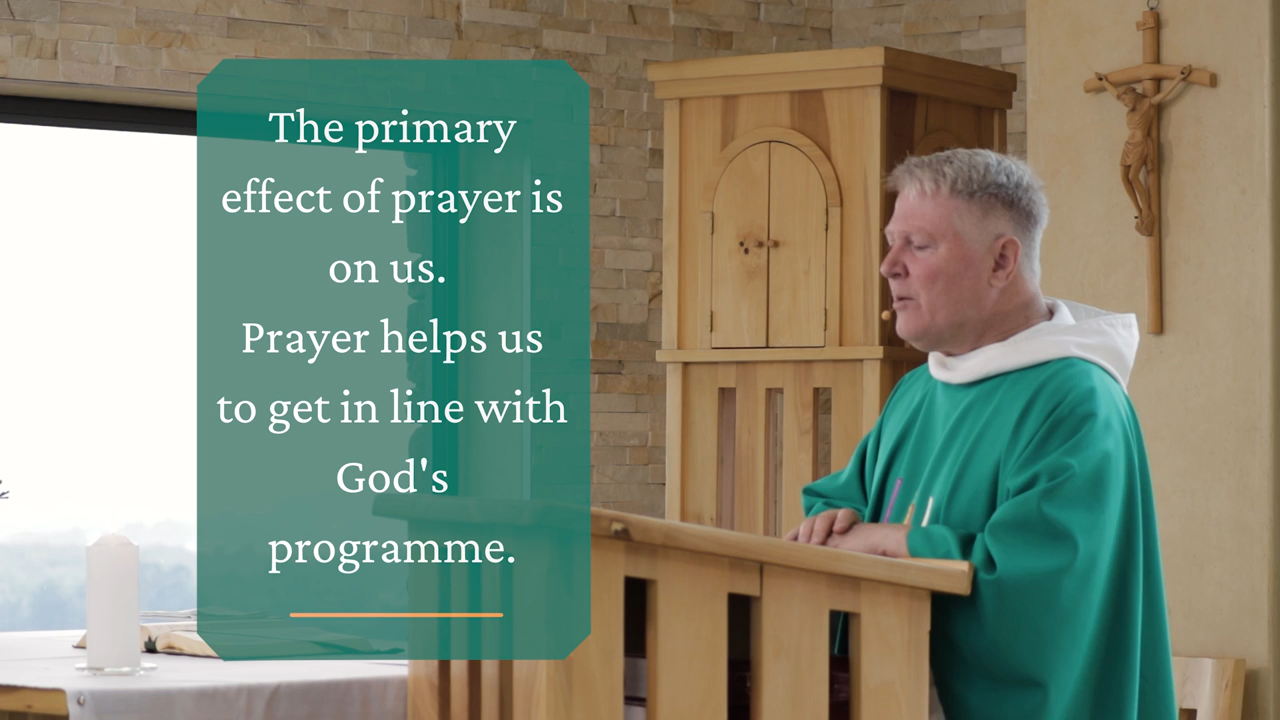 The primary
effect of prayer is
on us.
Prayer helps us
to get in line with
God's
programme.